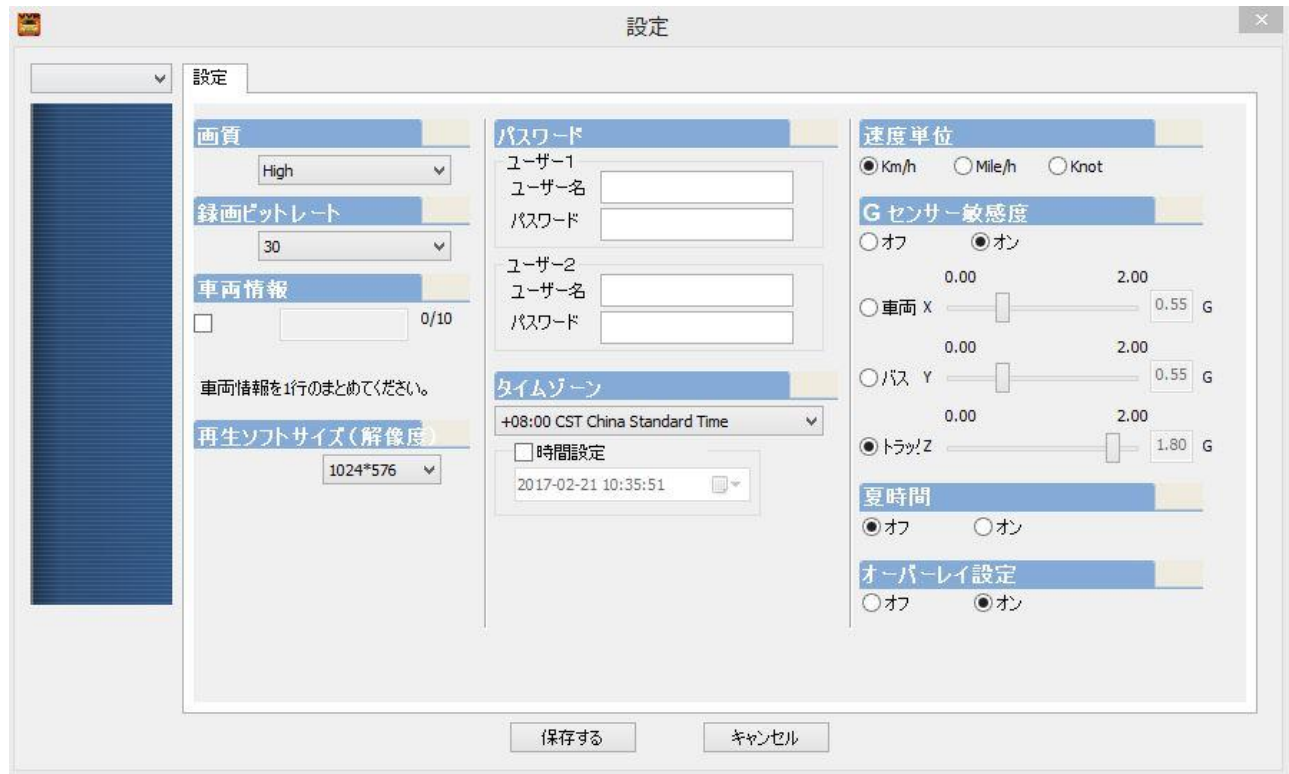 設定
設定
画質
High
録画ビットレート
30
車両情報
0/10
車両情報を1行のまとめてください。
再生ソフトサイズ(解像度)
1024*576
パスワード
ユーザー1
ユーザー名
パスワード
ユーザー2
ユーザー名
パスワード
タイムゾーン
+08:00 CST China Standard Time
時間設定
2017-02-21 10:35:51
速度単位
Km/h Mile/h Knot
G センサー敏感度
オフ オン
0.00 2.00
車両 X 0.55 G
0.00 2.00
バス Y 0.55 G
0.00 2.00
トラッ Z 1.80 G
夏時間
オフ オン
オーバーレイ設定
オフ オン
保存する キャンセル